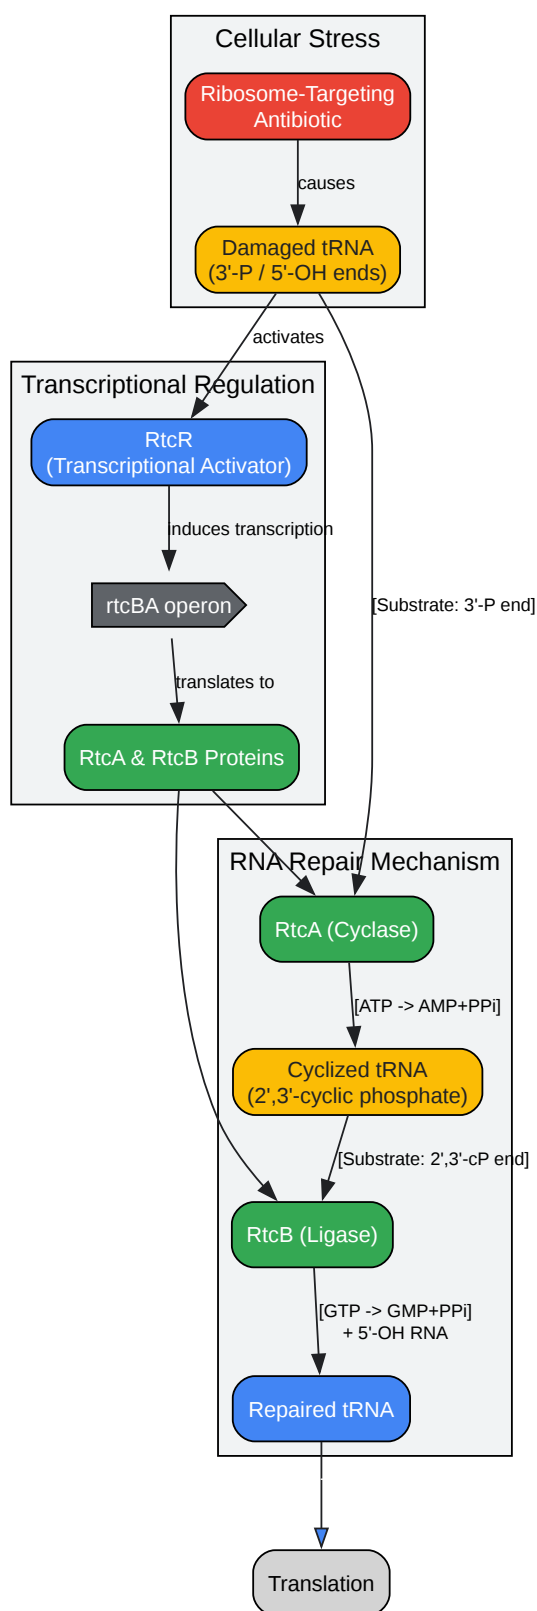 Cellular Stress
Ribosome-Targeting
Antibiotic
causes
Damaged tRNA
(3'-P / 5'-OH ends)
activates
Transcriptional Regulation
RtcR
(Transcriptional Activator)
induces transcription
rtcBA operon
[Substrate: 3'-P end]
translates to
RtcA & RtcB Proteins
RNA Repair Mechanism
RtcA (Cyclase)
[ATP -> AMP+PPi]
Cyclized tRNA
(2',3'-cyclic phosphate)
[Substrate: 2',3'-cP end]
RtcB (Ligase)
[GTP -> GMP+PPi]
+ 5'-OH RNA
Repaired tRNA
Translation